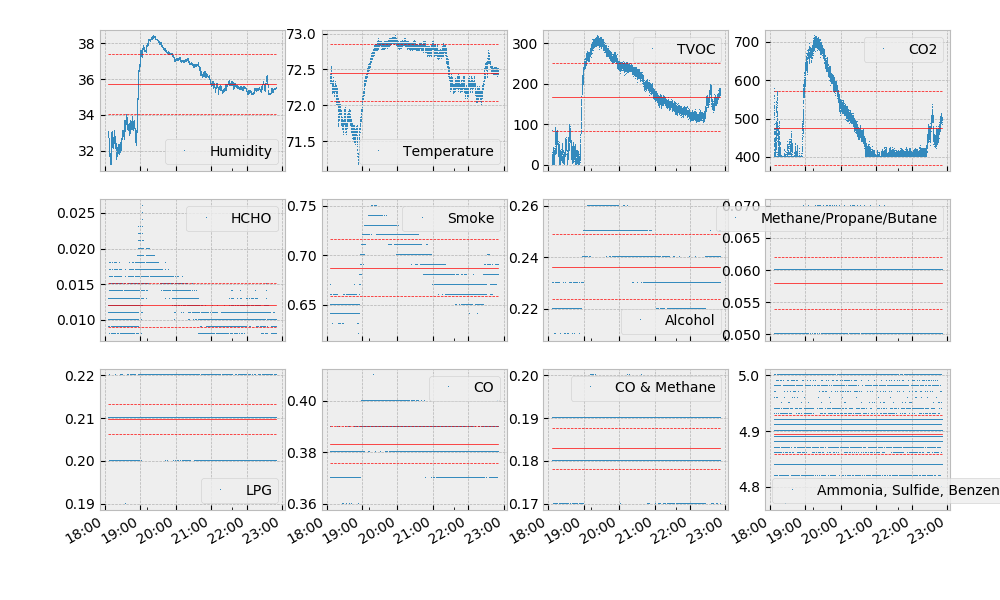 38
36
34
32
Humidity
73.0
72.5
72.0
71.5
Temperature
300
200
100
0
TVOC
700
600
500
400
CO2
0.025
0.020
0.015
0.010
HCHO
0.75
0.70
0.65
Smoke
0.26
0.24
0.22
Alcohol
0.070
0.065
0.060
0.055
0.050
Methane/Propane/Butane
0.22
0.21
0.20
0.19
LPG
0.40
0.38
0.36
CO
0.20
0.19
0.18
0.17
CO & Methane
5.0
4.9
4.8
Ammonia, Sulfide, Benzen
18:00 19:00 20:00 21:00 22:00 23:00
18:00 19:00 20:00 21:00 22:00 23:00
18:00 19:00 20:00 21:00 22:00 23:00
18:00 19:00 20:00 21:00 22:00 23:00